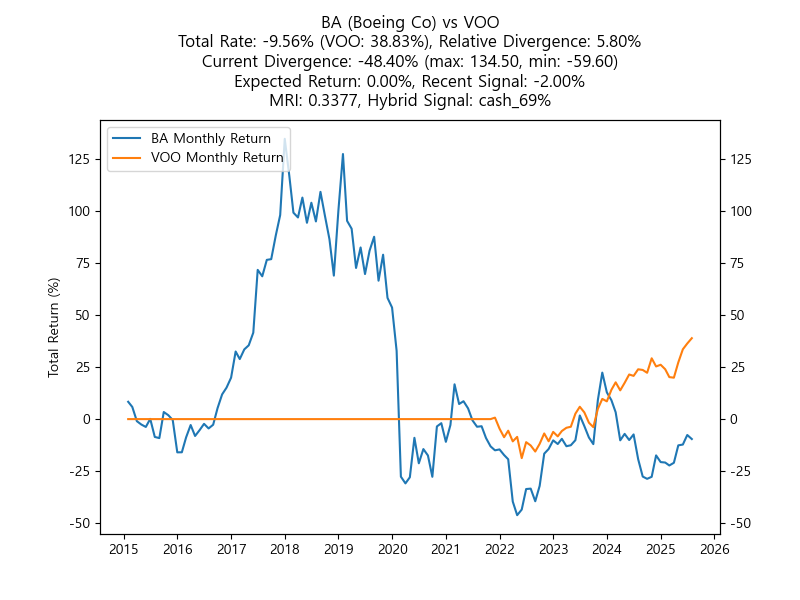 BA (Boeing Co) vs VOO
Total Rate: -9.56% (VOO: 38.83%), Relative Divergence: 5.80%
Current Divergence: -48.40% (max: 134.50, min: -59.60)
Expected Return: 0.00%, Recent Signal: -2.00%
MRI: 0.3377, Hybrid Signal: cash_69%
BA Monthly Return
VOO Monthly Return
Total Return (%)
125
100
75
50
25
0
-25
-50
125
100
75
50
25
0
-25
-50
2015 2016 2017 2018 2019 2020 2021 2022 2023 2024 2025 2026